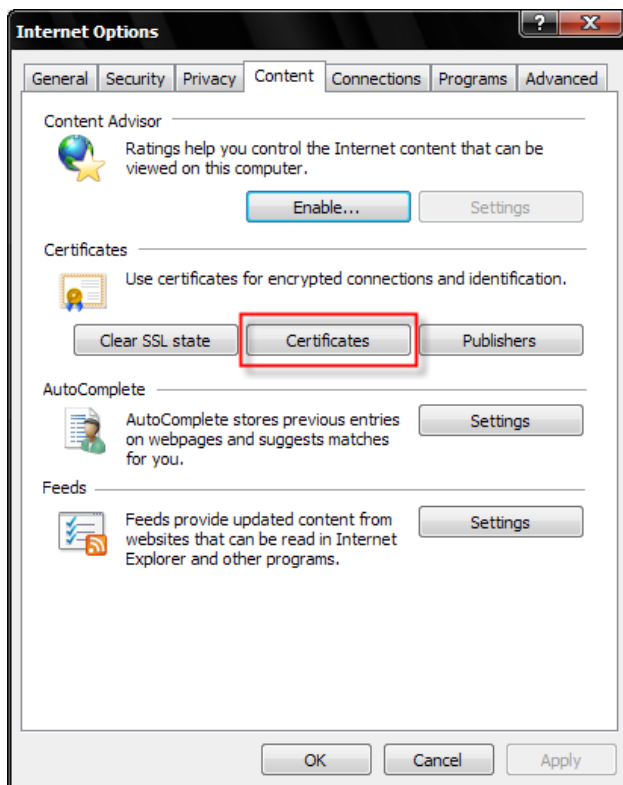 Internet Options
?
X
General Security Privacy Content Connections Programs Advanced
Content Advisor
Ratings help you control the Internet content that can be
viewed on this computer.
Enable... Settings
Certificates
Use certificates for encrypted connections and identification.
Clear SSL state Certificates Publishers
AutoComplete
AutoComplete stores previous entries
on webpages and suggests matches
for you.
Settings
Feeds
Feeds provide updated content from
websites that can be read in Internet
Explorer and other programs.
Settings
OK Cancel Apply